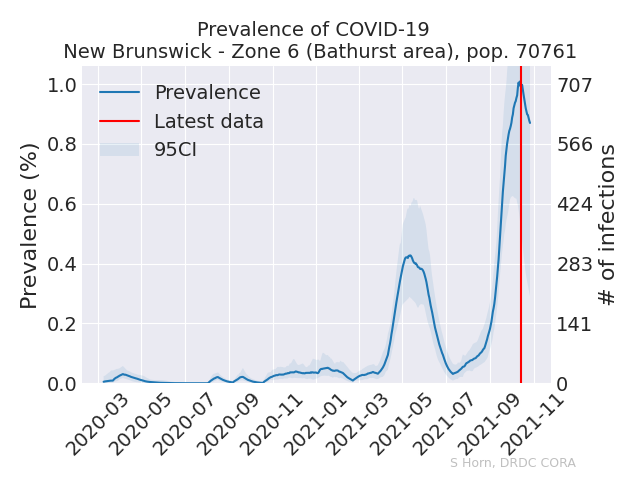 Prevalence of COVID-19
New Brunswick - Zone 6 (Bathurst area), pop. 70761
Prevalence
Latest data
95CI
Prevalence (%)
1.0
0.8
0.6
0.4
0.2
0.0
707
566
424
283
141
0
# of infections
2020-03
2020-05
2020-07
2020-09
2020-11
2021-01
2021-03
2021-05
2021-07
2021-09
2021-11
S Horn, DRDC CORA